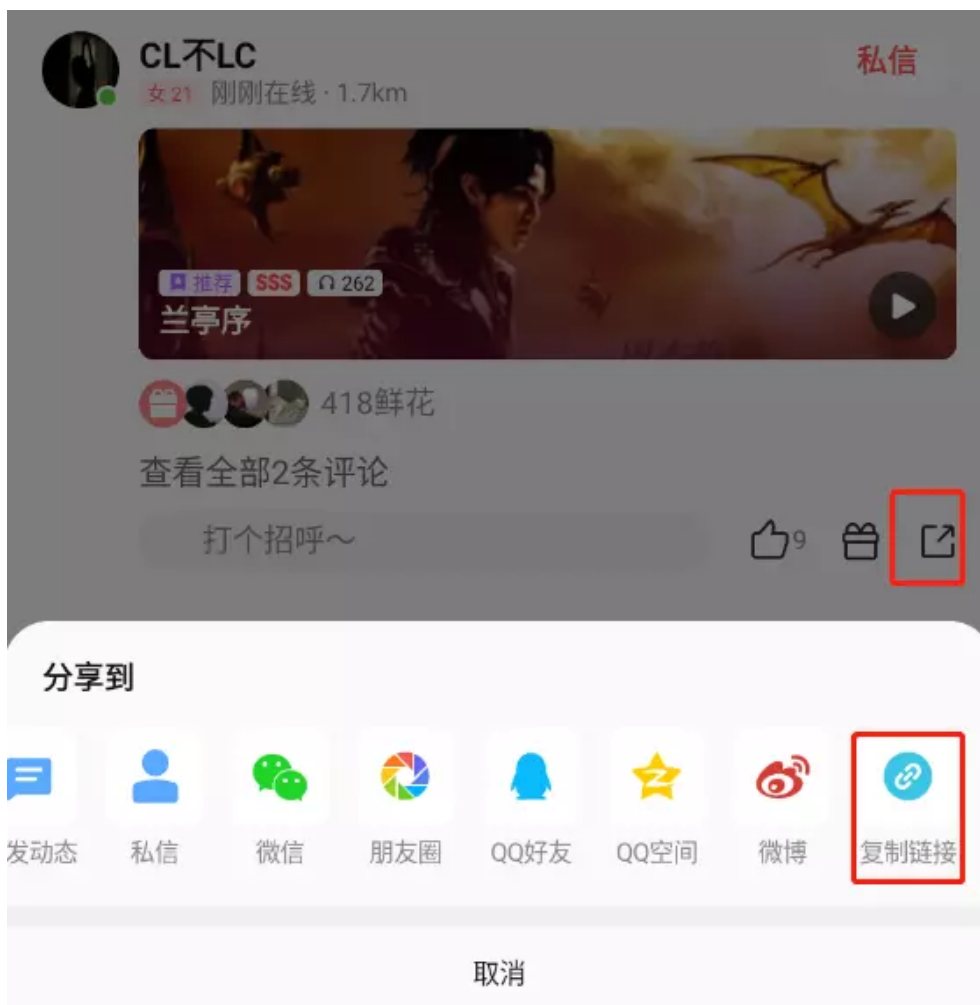 CL不LC
私信
女 21 刚刚在线 · 1.7km
推荐 SSS 262
兰亭序
418鲜花
查看全部2条评论
打个招呼～
9
分享到
发动态 私信 微信 朋友圈 QQ好友 QQ空间 微博 复制链接
取消